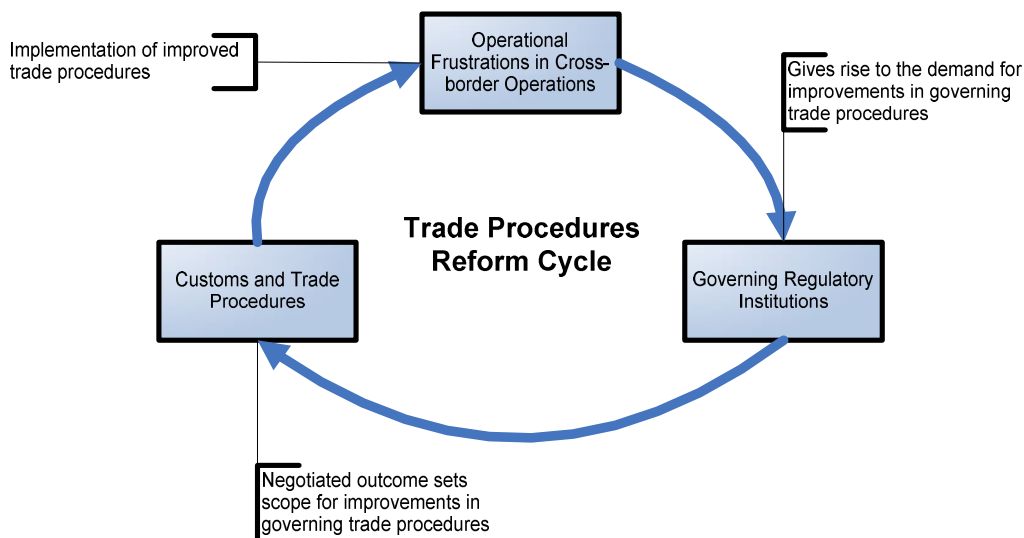 Implementation of improved
trade procedures
Operational
Frustrations in Cross-
border Operations
Gives rise to the demand for
improvements in governing
trade procedures
Trade Procedures
Reform Cycle
Customs and Trade
Procedures
Governing Regulatory
Institutions
Negotiated outcome sets
scope for improvements in
governing trade procedures